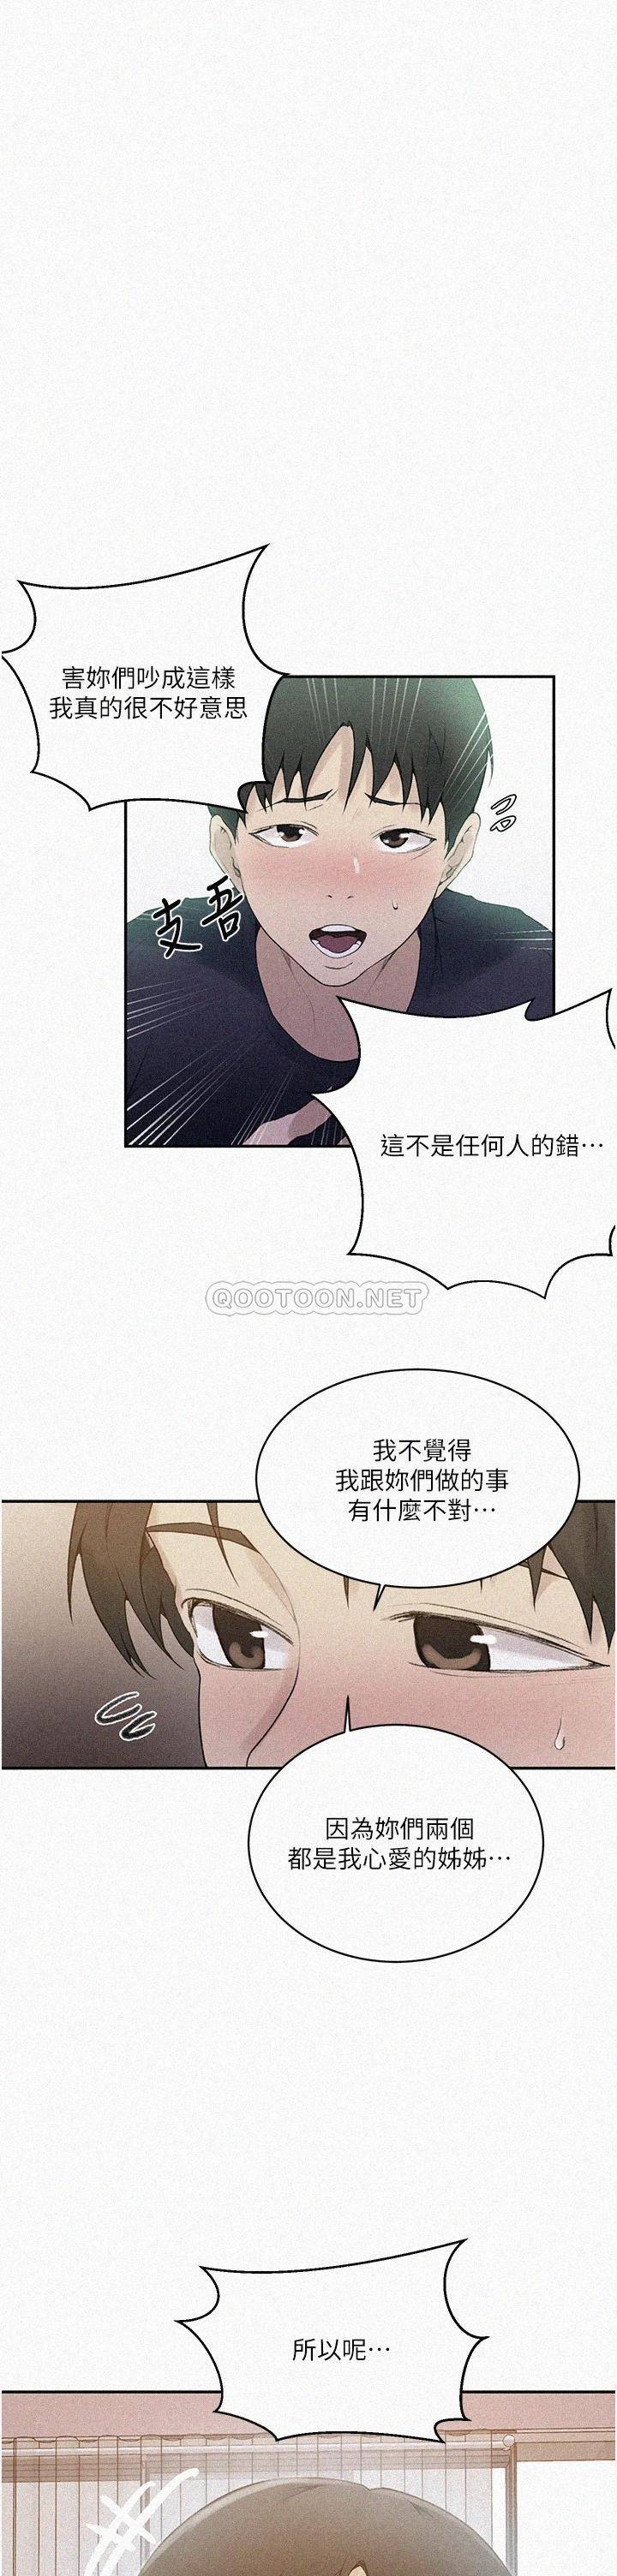 害妳們吵成這樣
我真的很不好意思
支吾
這不是任何人的錯…
QOOTOON.NET
我不覺得
我跟妳們做的事
有什麼不對…
因為妳們兩個
都是我心愛的姊姊…
所以呢…